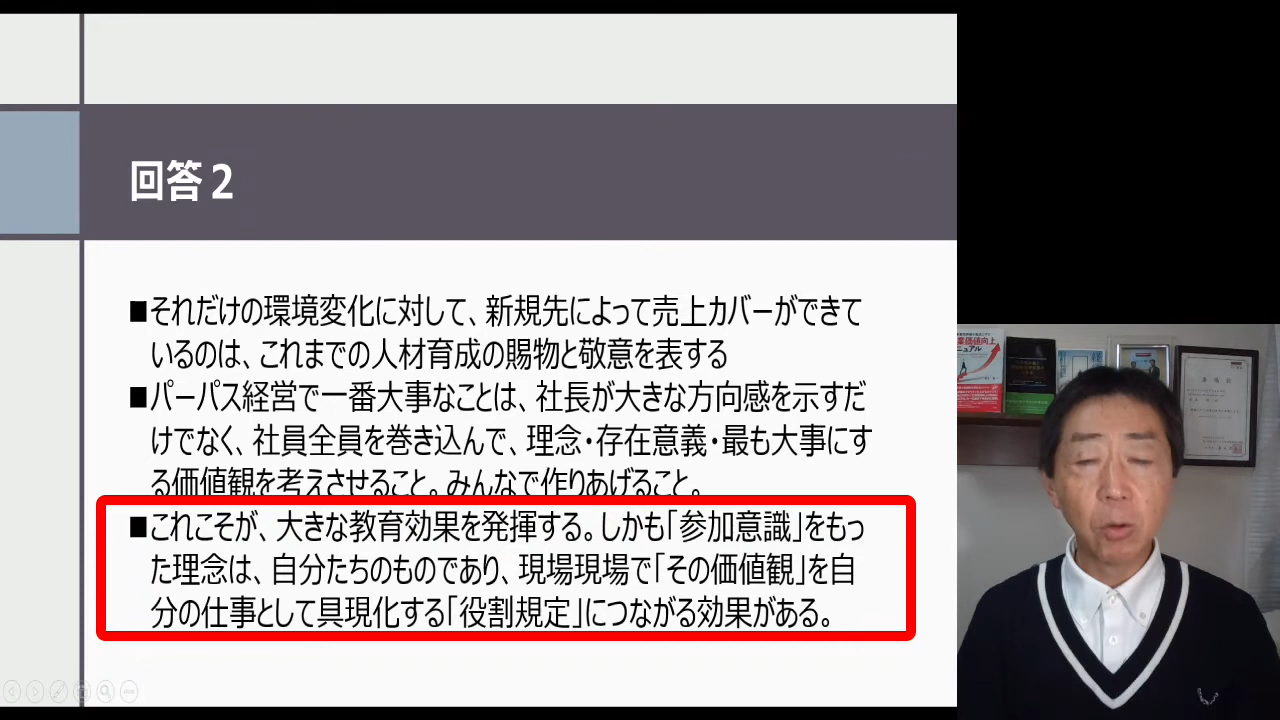 回答２
■それだけの環境変化に対して、新規先によって売上カバーができて
いるのは、これまでの人材育成の賜物と敬意を表する
■パーパス経営で一番大事なことは、社長が大きな方向感を示すだ
けでなく、社員全員を巻き込んで、理念・存在意義・最も大事にす
る価値観を考えさせること。みんなで作りあげること。
■これこそが、大きな教育効果を発揮する。しかも「参加意識」をもっ
た理念は、自分たちのものであり、現場現場で「その価値観」を自
分の仕事として具現化する「役割規定」につながる効果がある。